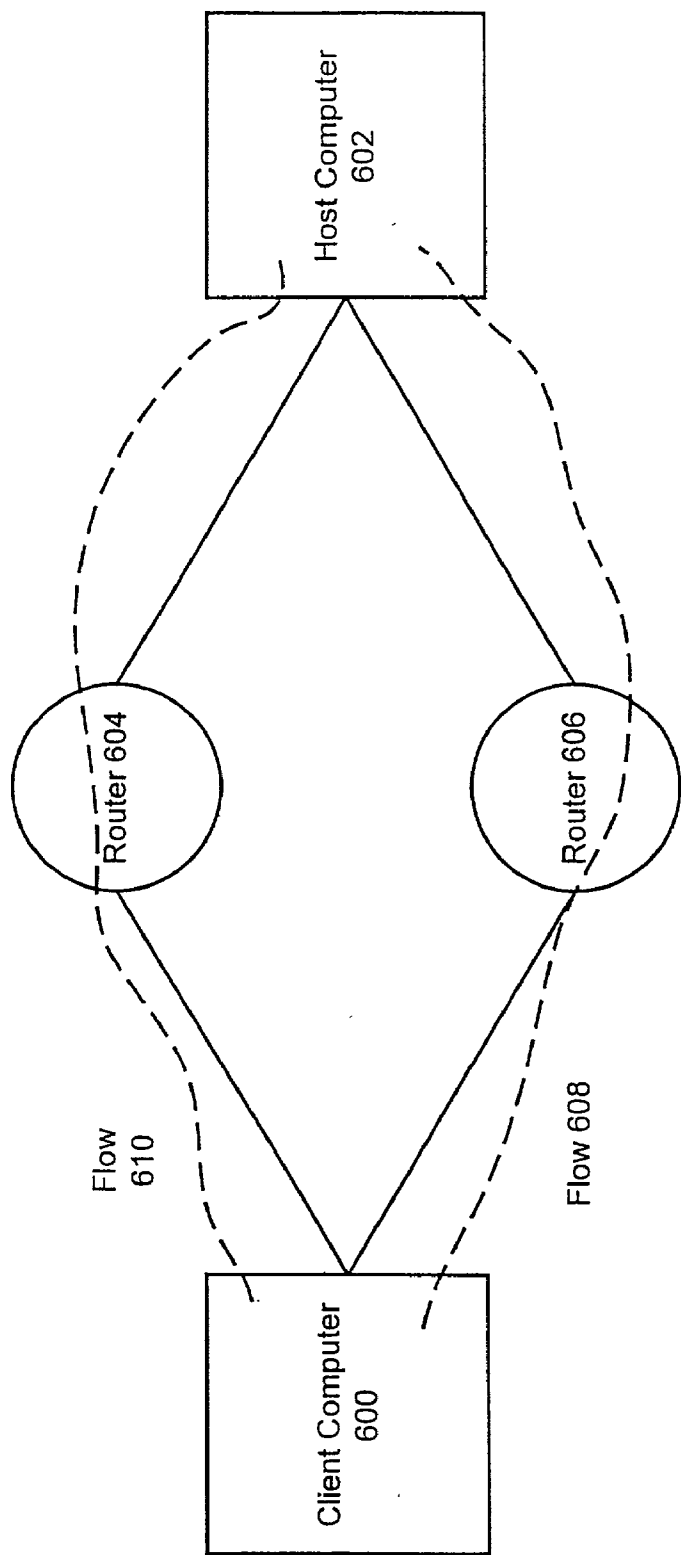 Flow
610
Router 604
Client Computer
600
Host Computer
602
Flow 608
Router 606